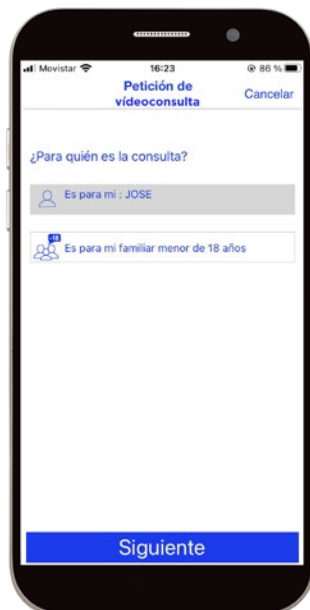 Movistar 16:23 86 %
Petición de
vídeoconsulta
Cancelar
¿Para quién es la consulta?
Es para mi : JOSE
-18
Es para mi familiar menor de 18 años
Siguiente